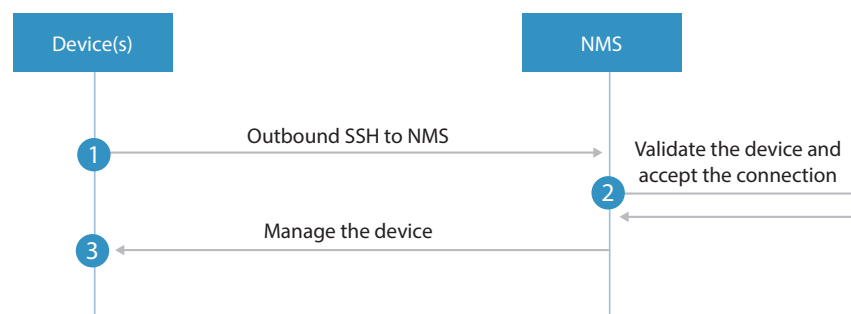 Device(s)
NMS
Outbound SSH to NMS
1
Validate the device and
accept the connection
2
Manage the device
3